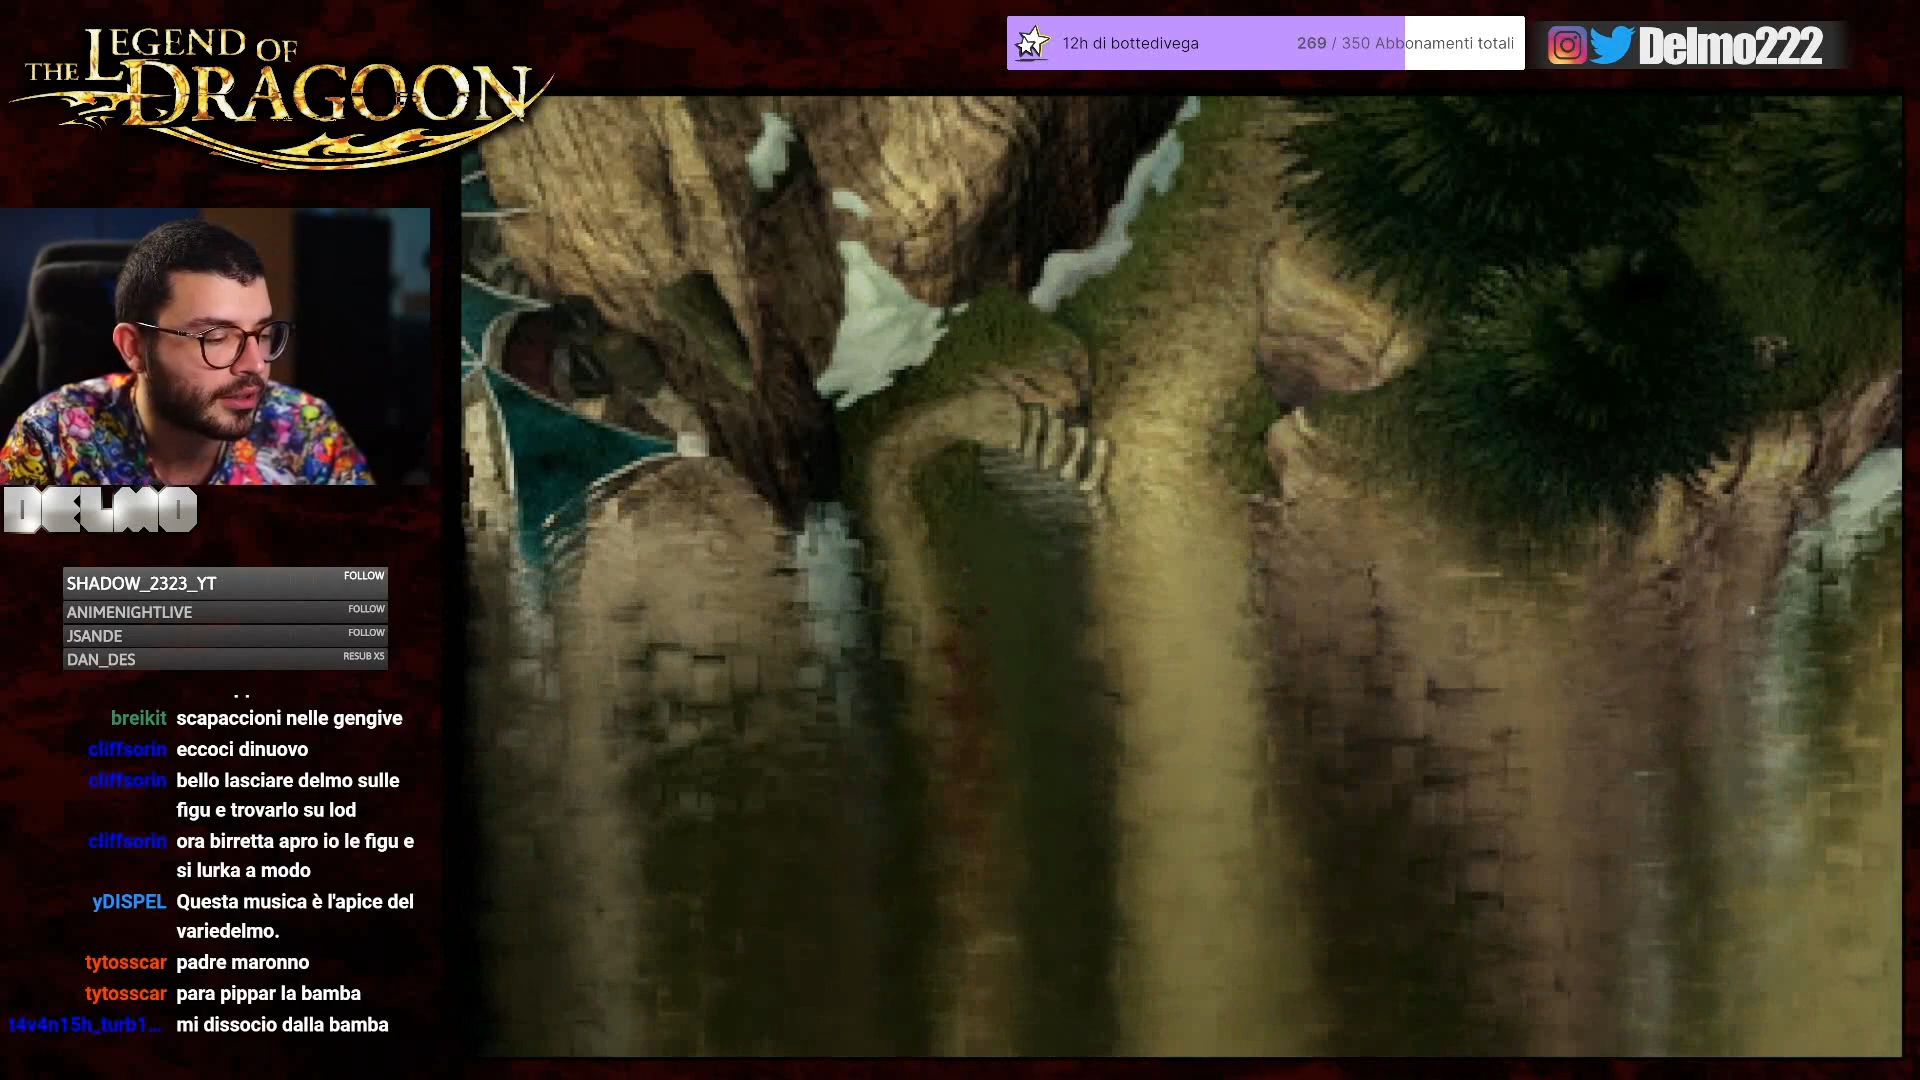 THE LEGEND OF
DRAGOON
12h di bottedivega
269 / 350 Abbonamenti totali
Delmo222
DELMO
SHADOW_2323_YT FOLLOW
ANIMENIGHTLIVE FOLLOW
JSANDE FOLLOW
DAN_DES RESUB X5
breikit scapaccioni nelle gengive
cliffsorin eccoci dinuovo
cliffsorin bello lasciare delmo sulle
figu e trovarlo su lod
cliffsorin ora birretta apro io le figu e
si lurka a modo
yDISPEL Questa musica è l'apice del
variedelmo.
tytosscar padre maronno
tytosscar para pippar la bamba
t4v4n15h_turb1... mi dissocio dalla bamba